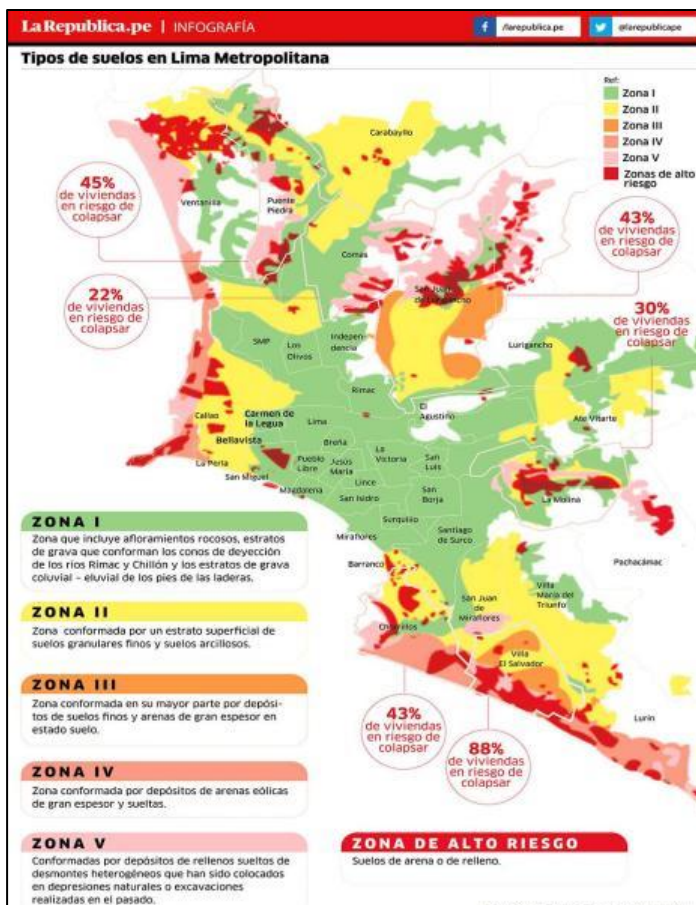 LaRepublica.pe | INFOGRAFÍA
/larepublica.pe
@larepublicape
Tipos de suelos en Lima Metropolitana
Ref:
Zona I
Zona II
Zona III
Zona IV
Zona V
Zonas de alto
riesgo
Carabayllo
45%
de viviendas
en riesgo de
colapsar
Ventanilla
Puente
Piedra
43%
de viviendas
en riesgo de
colapsar
Comas
22%
de viviendas
en riesgo de
colapsar
San Juan
de Lurigancho
30%
de viviendas
en riesgo de
colapsar
SMP
Los
Olivos
Indepen-
dencia
Lurigancho
Rimac
El
Agustino
Ate Vitarte
Callao
Carmen de
la Legua
Lima
Bellavista
Breña
La
Victoria
San
Luis
La Perla
Pueblo
Libre
Jesús
María
San Miguel
Lince
Magdalena
San Isidro
San
Borja
La Molina
Surquillo
Miraflores
Santiago
de Surco
Barranco
Pachacámac
San Juan
de
Miraflores
Villa
María del
Triunfo
Chorrillos
Villa
El Salvador
Lurín
43%
de viviendas
en riesgo de
colapsar
88%
de viviendas
en riesgo de
colapsar
ZONA I
Zona que incluye afloramientos rocosos, estratos
de grava que conforman los conos de deyección
de los ríos Rímac y Chillón y los estratos de grava
coluvial - eluvial de los pies de las laderas.
ZONA II
Zona conformada por un estrato superficial de
suelos granulares finos y suelos arcillosos.
ZONA III
Zona conformada en su mayor parte por depósi-
tos de suelos finos y arenas de gran espesor en
estado suelo.
ZONA IV
Zona conformada por depósitos de arenas eólicas
de gran espesor y sueltas.
ZONA V
Conformadas por depósitos de rellenos sueltos de
desmontes heterogéneos que han sido colocados
en depresiones naturales o excavaciones
realizadas en el pasado.
ZONA DE ALTO RIESGO
Suelos de arena o de relleno.